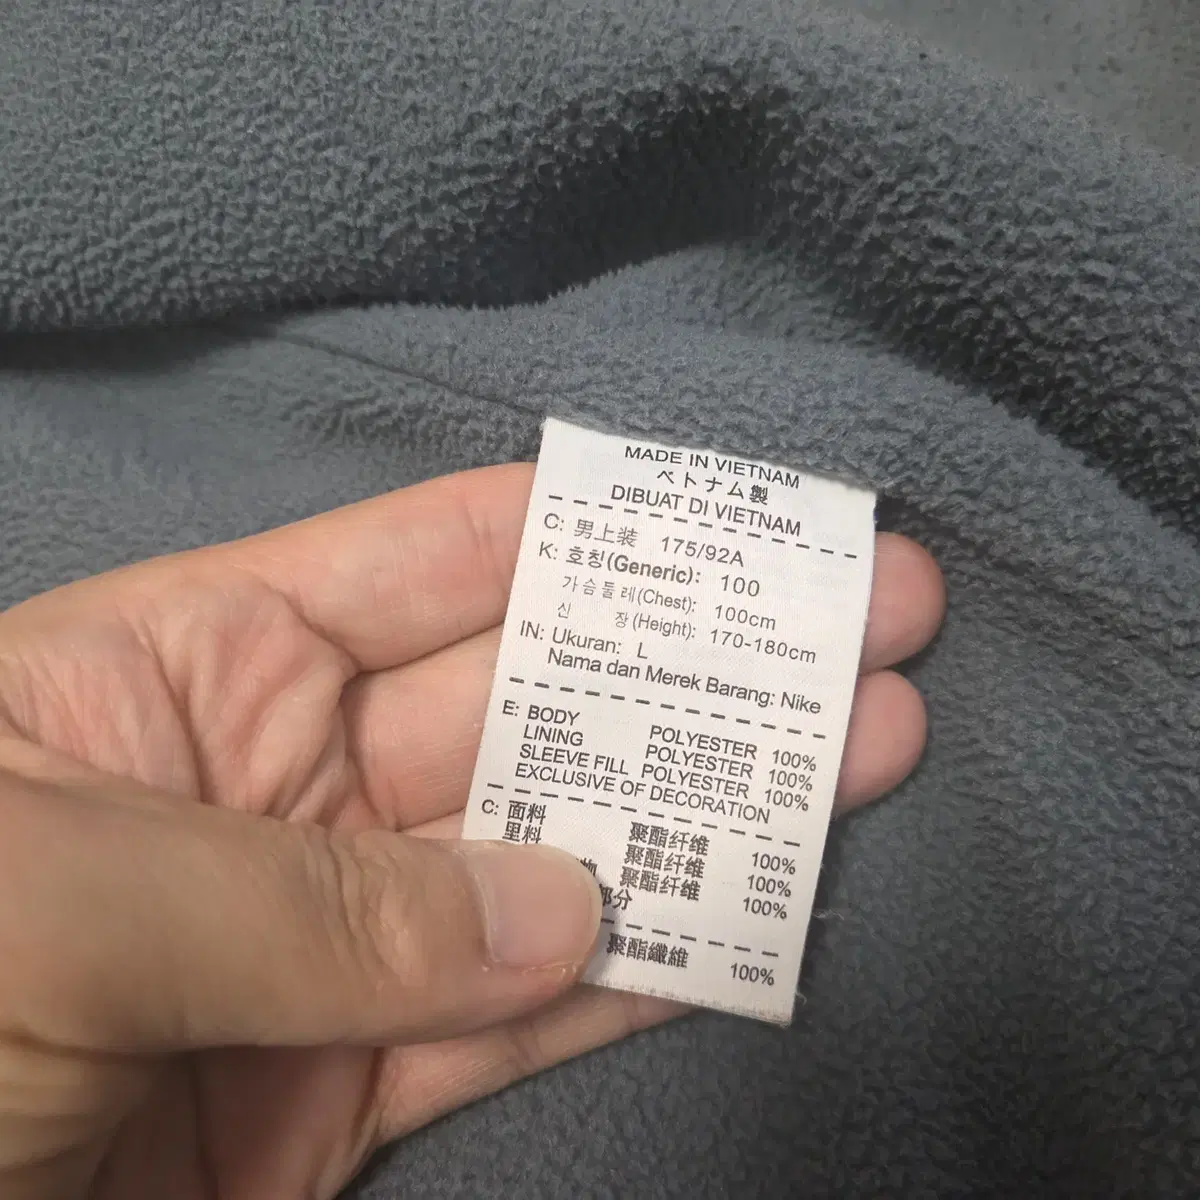 MADE IN VIETNAM
ベトナム製
DIBUAT DI VIETNAM
C: 男上装 175/92A
K: 호칭(Generic): 100
가슴둘레(Chest): 100cm
신 장(Height): 170-180cm
IN: Ukuran: L
Nama dan Merek Barang: Nike
E: BODY POLYESTER 100%
LINING POLYESTER 100%
SLEEVE FILL POLYESTER 100%
EXCLUSIVE OF DECORATION
C: 面料 聚酯纤维 100%
里料 聚酯纤维 100%
聚酯纤维 100%
部分
聚酯纖維 100%